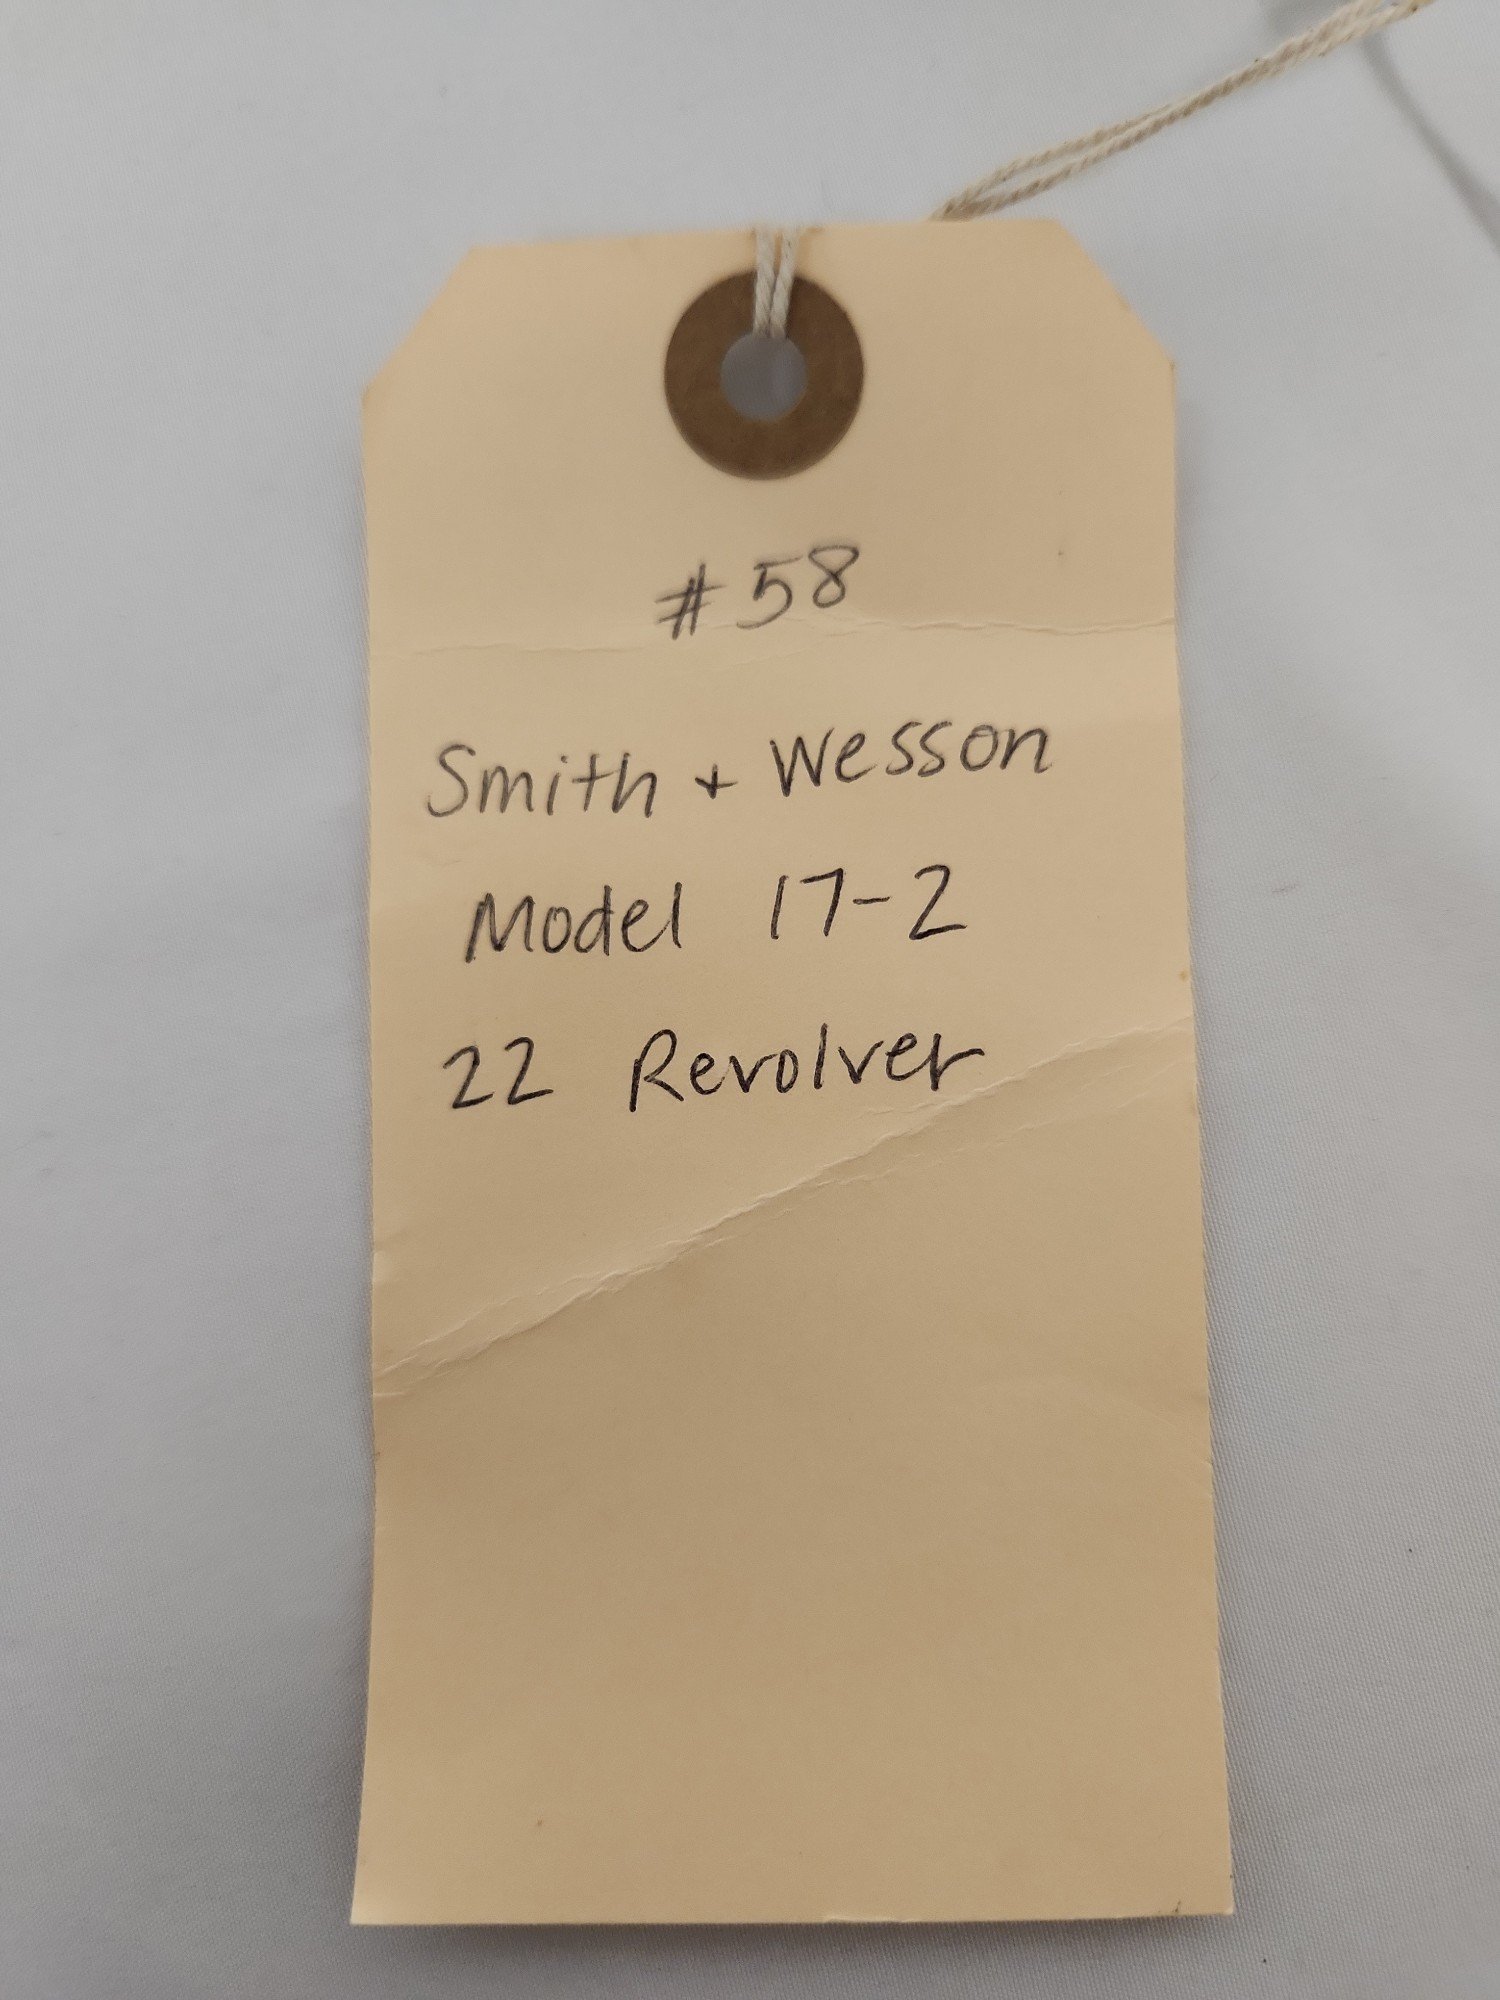 #58
Smith + Wesson
Model 17-2
22 Revolver